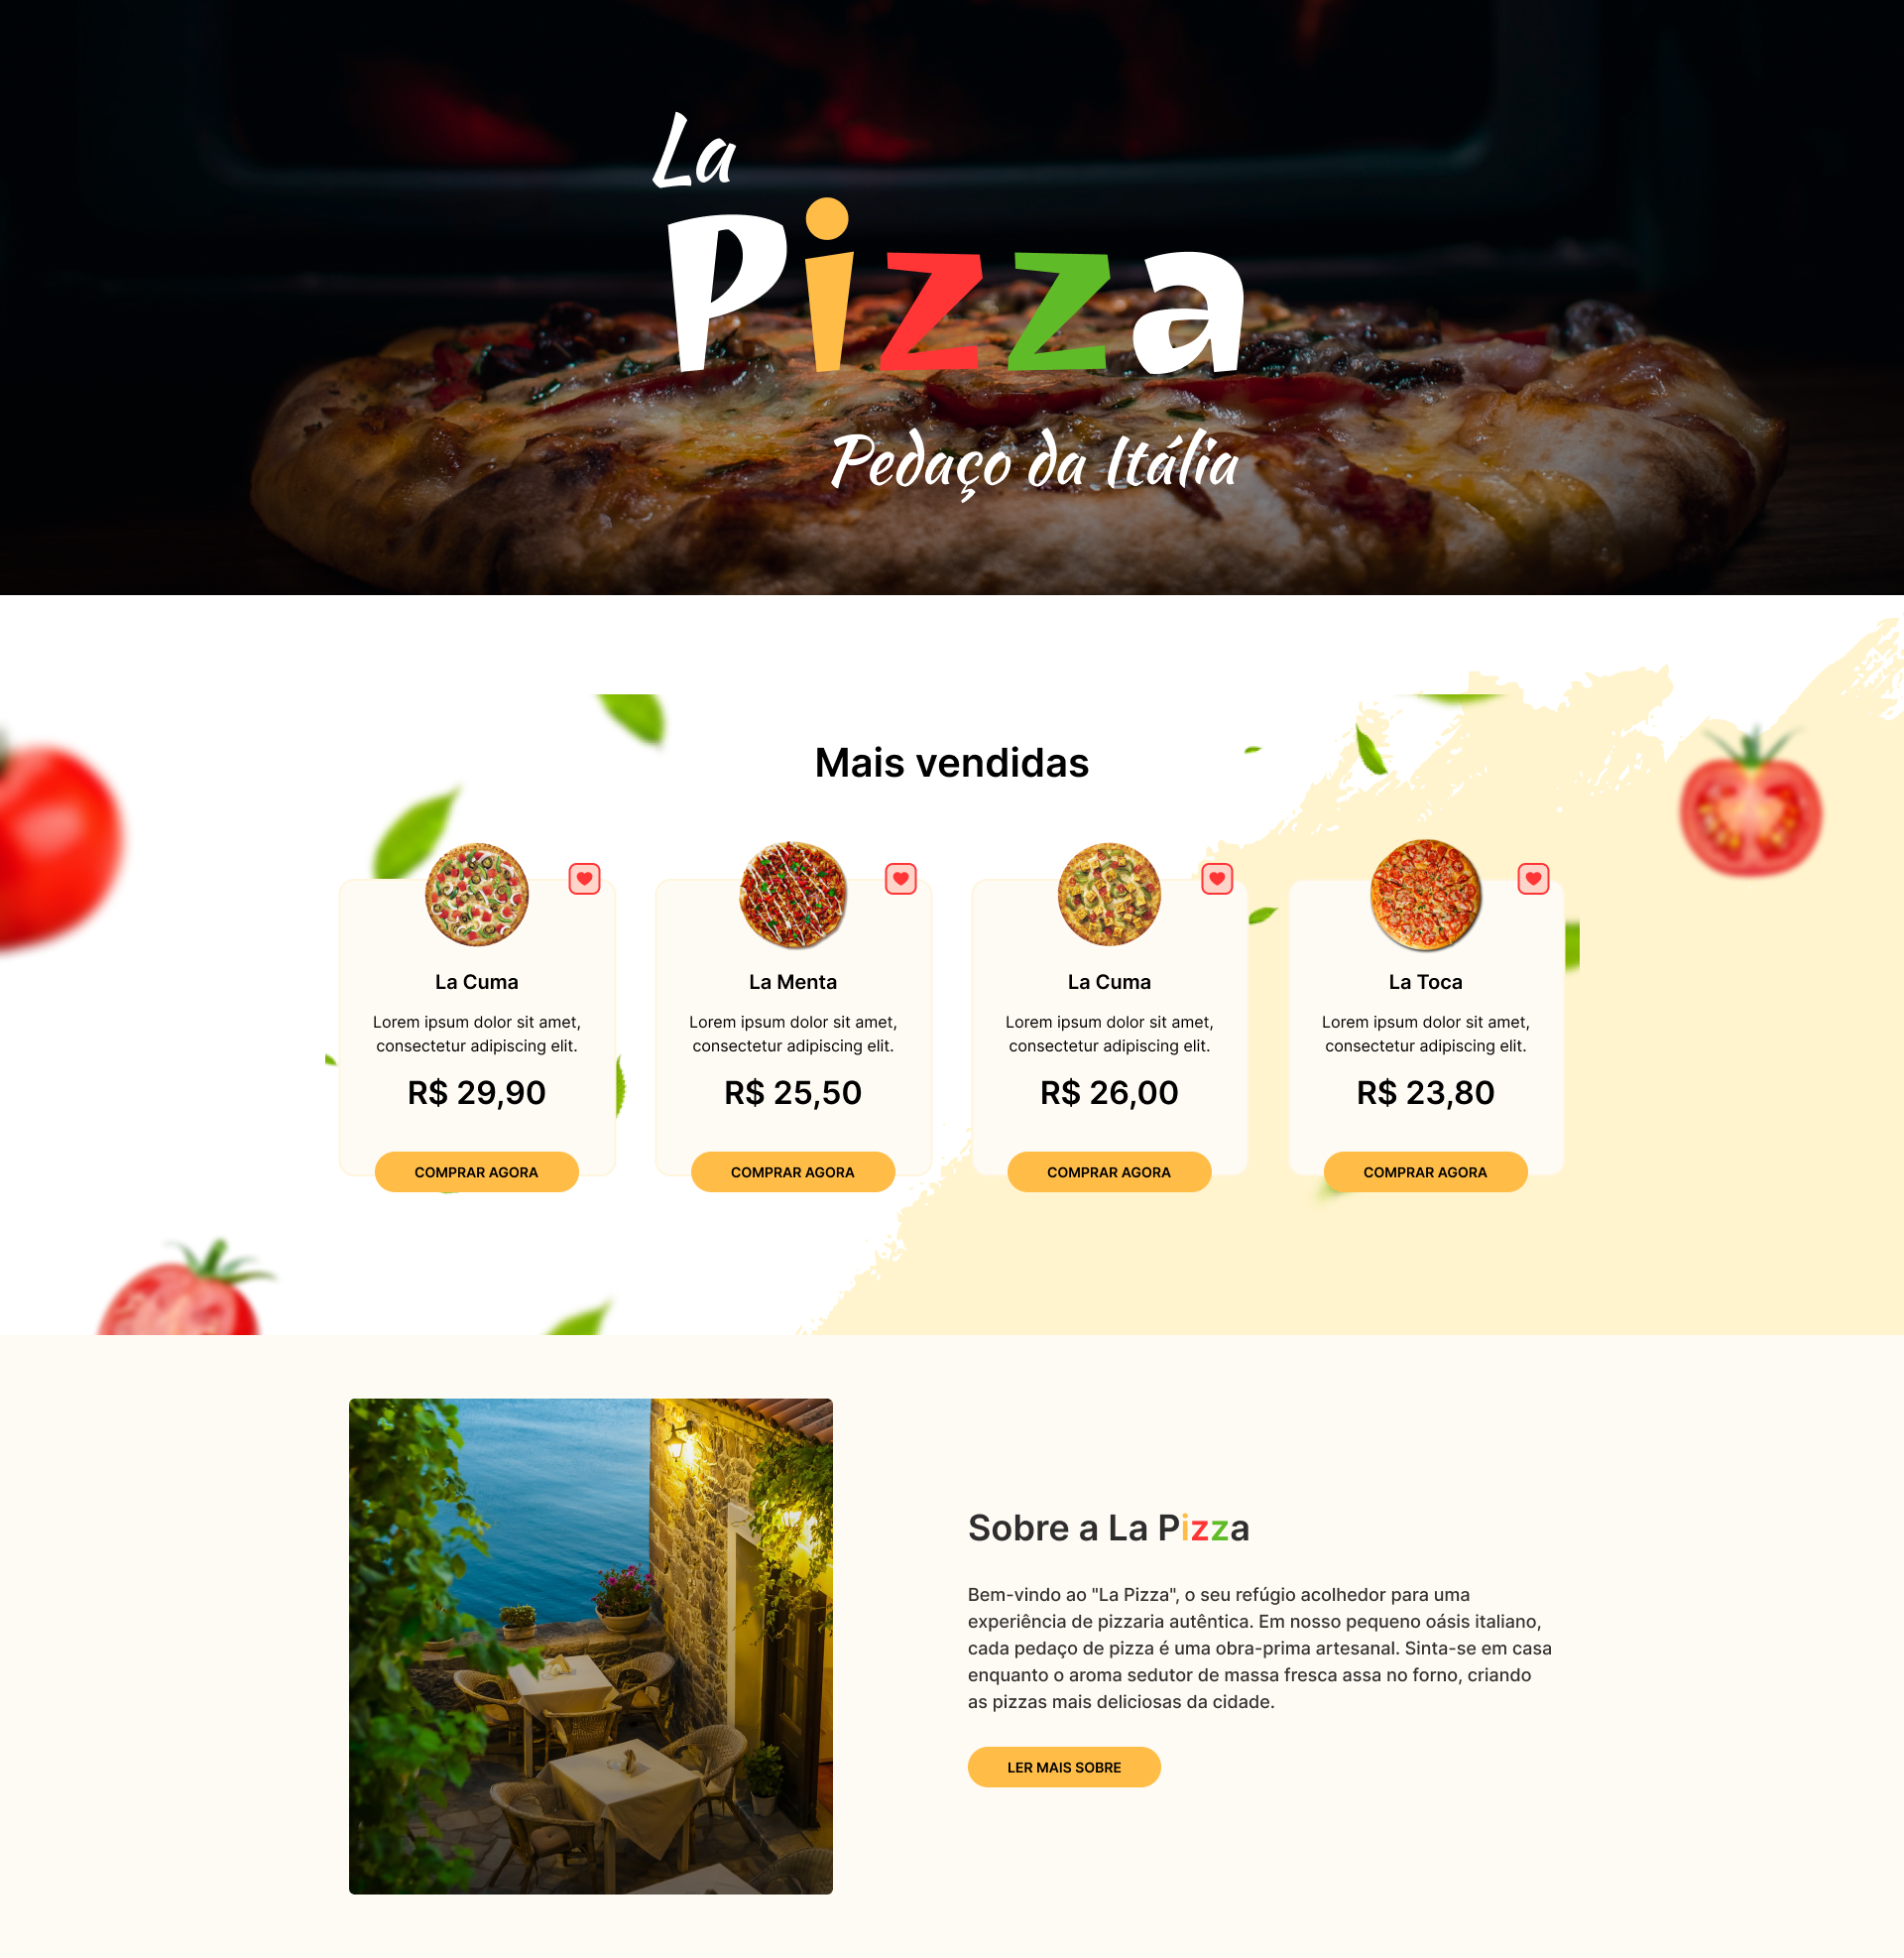 La
Pizza
Pedaço da Itália
Mais vendidas
La Cuma
Lorem ipsum dolor sit amet,
consectetur adipiscing elit.
R$ 29,90
COMPRAR AGORA
La Menta
Lorem ipsum dolor sit amet,
consectetur adipiscing elit.
R$ 25,50
COMPRAR AGORA
La Cuma
Lorem ipsum dolor sit amet,
consectetur adipiscing elit.
R$ 26,00
COMPRAR AGORA
La Toca
Lorem ipsum dolor sit amet,
consectetur adipiscing elit.
R$ 23,80
COMPRAR AGORA
Sobre a La Pizza
Bem-vindo ao "La Pizza", o seu refúgio acolhedor para uma
experiência de pizzaria autêntica. Em nosso pequeno oásis italiano,
cada pedaço de pizza é uma obra-prima artesanal. Sinta-se em casa
enquanto o aroma sedutor de massa fresca assa no forno, criando
as pizzas mais deliciosas da cidade.
LER MAIS SOBRE